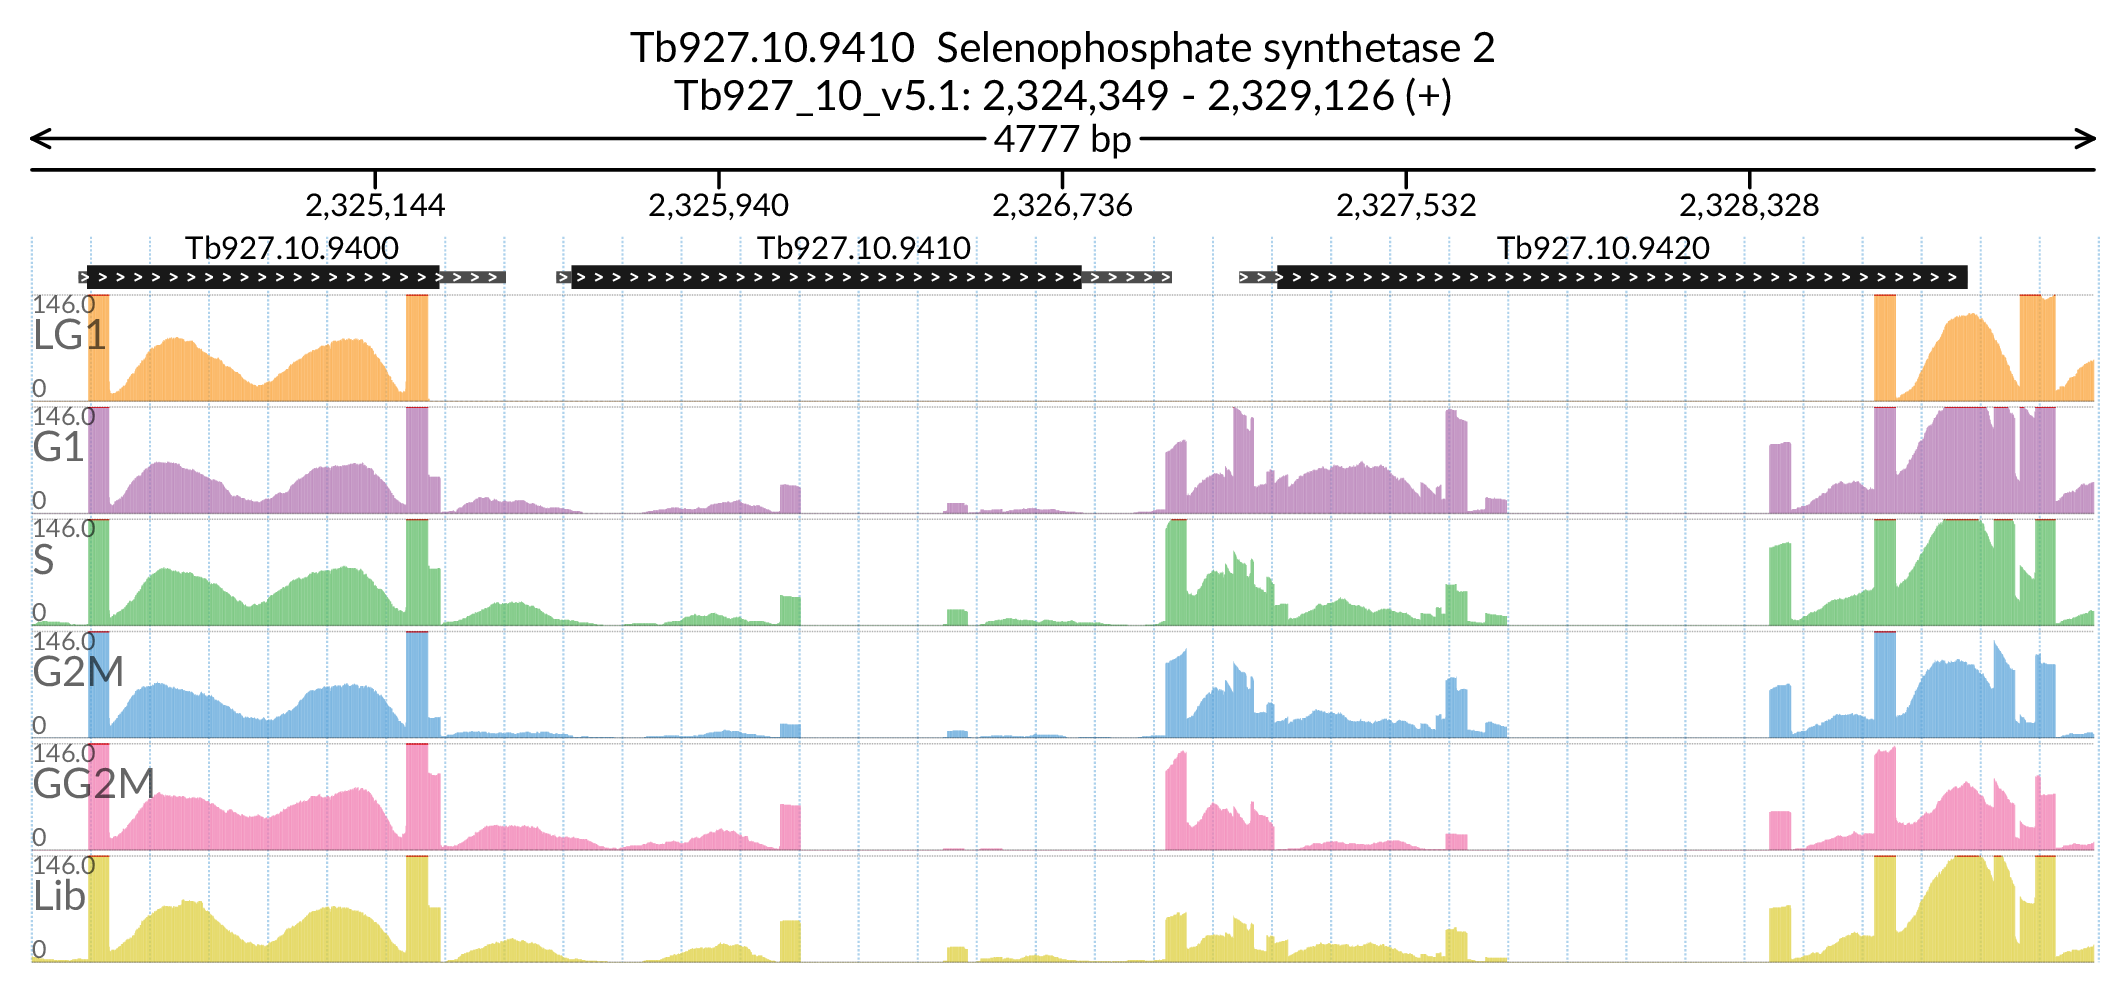 Tb927.10.9410  Selenophosphate synthetase 2
Tb927_10_v5.1: 2,324,349 - 2,329,126 (+)
4777 bp
2,325,144 2,325,940 2,326,736 2,327,532 2,328,328
Tb927.10.9400 Tb927.10.9410 Tb927.10.9420
146.0
LG1
0
146.0
G1
0
146.0
S
0
146.0
G2M
0
146.0
GG2M
0
146.0
Lib
0